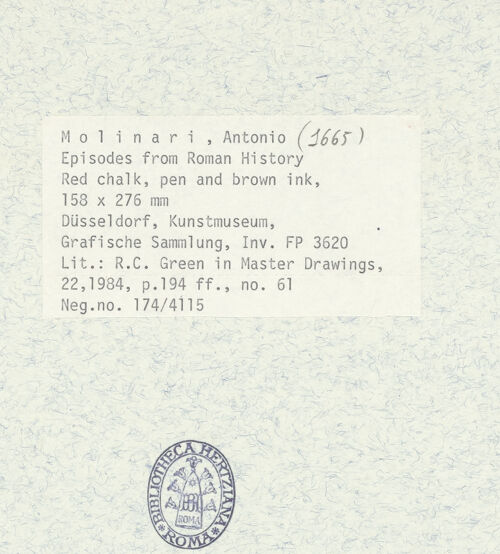 M o l i n a r i , Antonio (1665)
Episodes from Roman History
Red chalk, pen and brown ink,
158 x 276 mm
Düsseldorf, Kunstmuseum,
Grafische Sammlung, Inv. FP 3620
Lit.: R.C. Green in Master Drawings,
22,1984, p.194 ff., no. 61
Neg.no. 174/4115
BIBLIOTHECA HERTZIANA
ROMA
ROMA